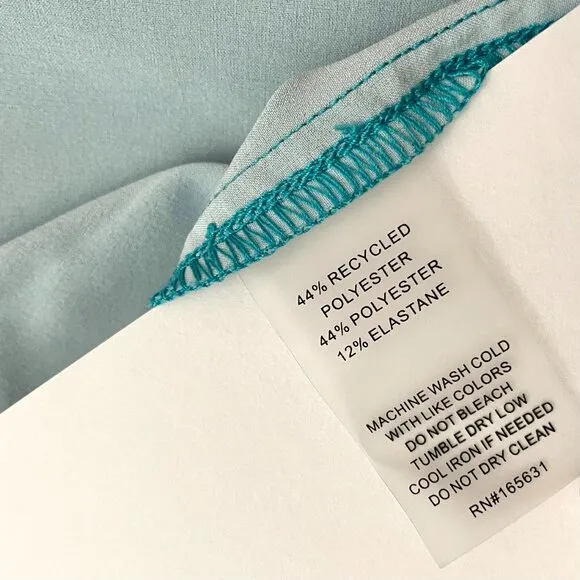 44% RECYCLED
POLYESTER
44% POLYESTER
12% ELASTANE
MACHINE WASH COLD
WITH LIKE COLORS
DO NOT BLEACH
TUMBLE DRY LOW
COOL IRON IF NEEDED
DO NOT DRY CLEAN
RN#165631